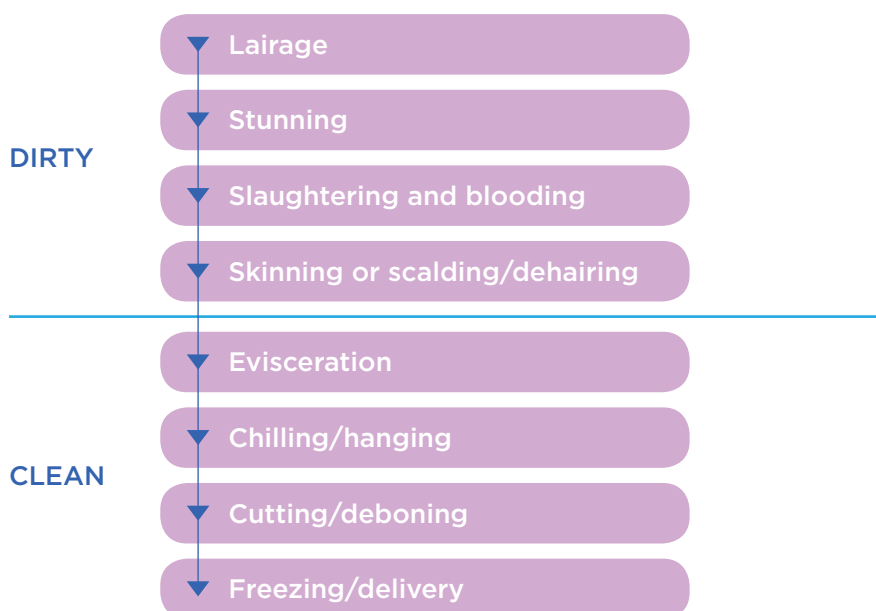 Lairage
Stunning
DIRTY
Slaughtering and blooding
Skinning or scalding/dehairing
Evisceration
Chilling/hanging
CLEAN
Cutting/deboning
Freezing/delivery